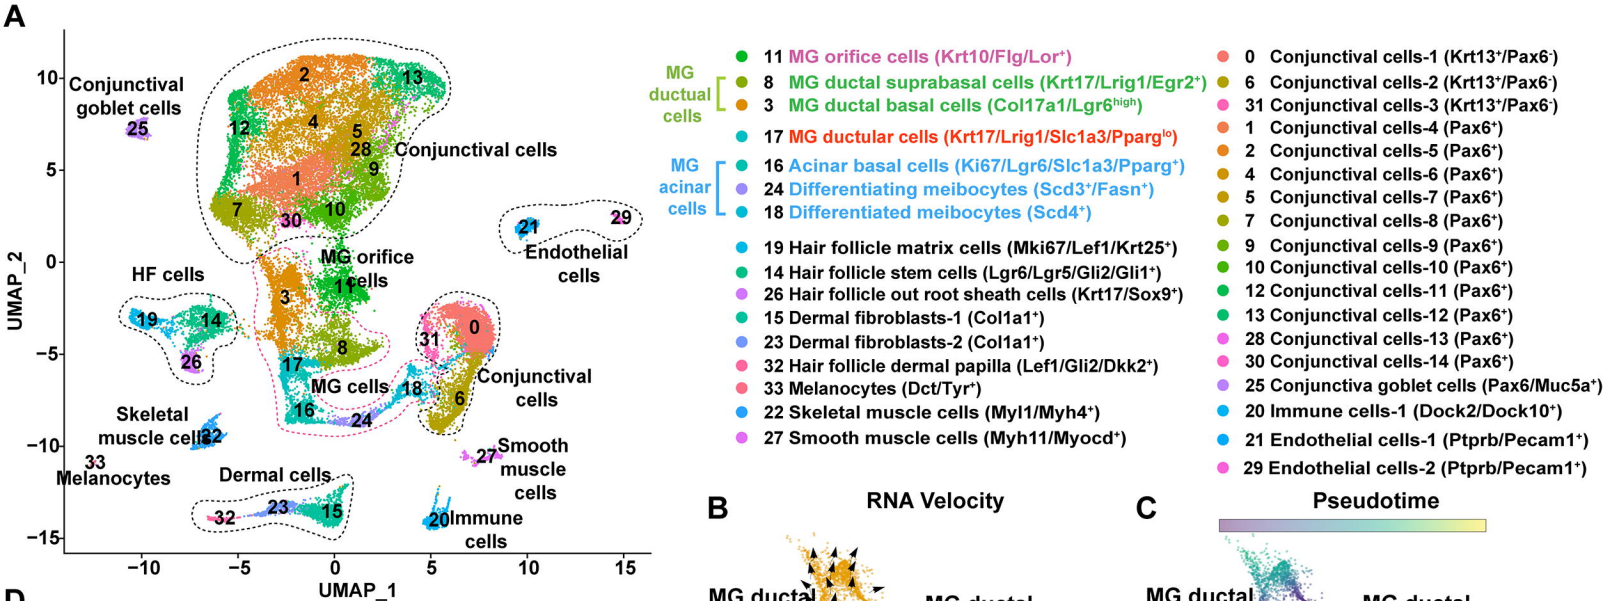 A
Conjunctival
goblet cells
25
2
13
12
4
5
28
9
Conjunctival cells
1
7
30
10
21
29
Endothelial
cells
MG orifice
cells
HF cells
3
11
19
14
26
0
31
8
17
MG cells
18
Conjunctival
cells
6
16
24
Skeletal
muscle cells
22
27
Smooth
muscle
cells
33
Melanocytes
Dermal cells
32
23
15
20
Immune
cells
UMAP_2
10
5
0
−5
−10
−15
−10
−5
0
5
10
15
UMAP_1
MG
ductual
cells
MG
acinar
cells
11 MG orifice cells (Krt10/Flg/Lor⁺)
8 MG ductal suprabasal cells (Krt17/Lrig1/Egr2⁺)
3 MG ductal basal cells (Col17a1/Lgr6ʰⁱᵍʰ)
17 MG ductular cells (Krt17/Lrig1/Slc1a3/Ppargˡᵒ)
16 Acinar basal cells (Ki67/Lgr6/Slc1a3/Pparg⁺)
24 Differentiating meibocytes (Scd3⁺/Fasn⁺)
18 Differentiated meibocytes (Scd4⁺)
19 Hair follicle matrix cells (Mki67/Lef1/Krt25⁺)
14 Hair follicle stem cells (Lgr6/Lgr5/Gli2/Gli1⁺)
26 Hair follicle out root sheath cells (Krt17/Sox9⁺)
15 Dermal fibroblasts-1 (Col1a1⁺)
23 Dermal fibroblasts-2 (Col1a1⁺)
32 Hair follicle dermal papilla (Lef1/Gli2/Dkk2⁺)
33 Melanocytes (Dct/Tyr⁺)
22 Skeletal muscle cells (Myl1/Myh4⁺)
27 Smooth muscle cells (Myh11/Myocd⁺)
0 Conjunctival cells-1 (Krt13⁺/Pax6⁻)
6 Conjunctival cells-2 (Krt13⁺/Pax6⁻)
31 Conjunctival cells-3 (Krt13⁺/Pax6⁻)
1 Conjunctival cells-4 (Pax6⁺)
2 Conjunctival cells-5 (Pax6⁺)
4 Conjunctival cells-6 (Pax6⁺)
5 Conjunctival cells-7 (Pax6⁺)
7 Conjunctival cells-8 (Pax6⁺)
9 Conjunctival cells-9 (Pax6⁺)
10 Conjunctival cells-10 (Pax6⁺)
12 Conjunctival cells-11 (Pax6⁺)
13 Conjunctival cells-12 (Pax6⁺)
28 Conjunctival cells-13 (Pax6⁺)
30 Conjunctival cells-14 (Pax6⁺)
25 Conjunctiva goblet cells (Pax6/Muc5a⁺)
20 Immune cells-1 (Dock2/Dock10⁺)
21 Endothelial cells-1 (Ptprb/Pecam1⁺)
29 Endothelial cells-2 (Ptprb/Pecam1⁺)
B
RNA Velocity
MG ductal
MG ductal
C
Pseudotime
MG ductal
MG ductal
D